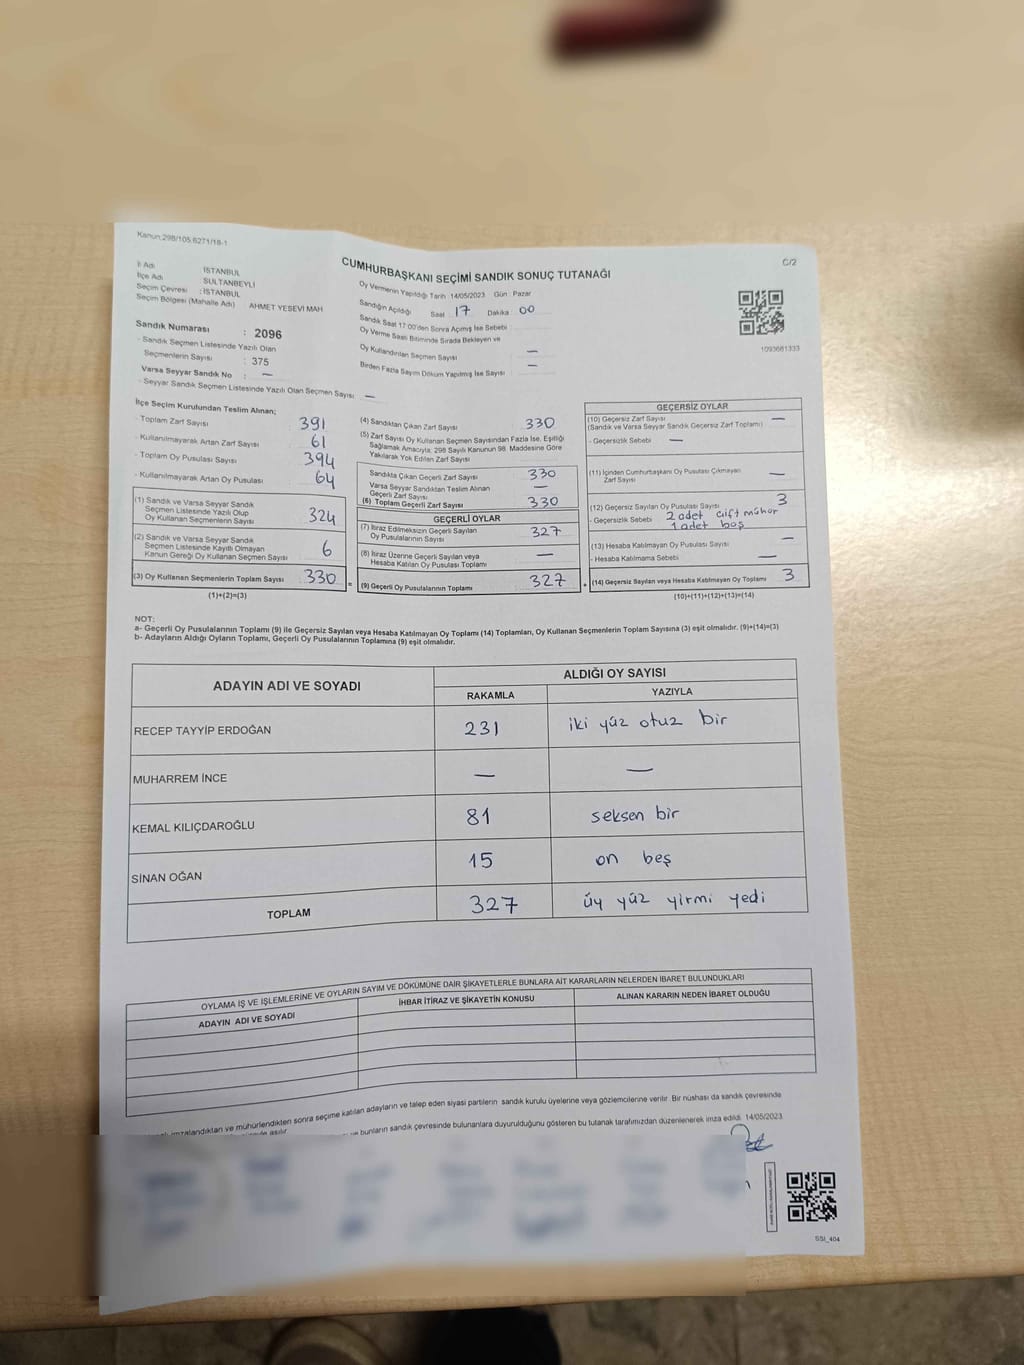 Kanun:298/105,6271/18-1
C/2
CUMHURBAŞKANI SEÇİMİ SANDIK SONUÇ TUTANAĞI
İl Adı İSTANBUL
İlçe Adı SULTANBEYLİ
Seçim Çevresi : İSTANBUL
Seçim Bölgesi (Mahalle Adı) AHMET YESEVİ MAH
Sandık Numarası : 2096
- Sandık Seçmen Listesinde Yazılı Olan
Seçmenlerin Sayısı : 375
Varsa Seyyar Sandık No : —
- Seyyar Sandık Seçmen Listesinde Yazılı Olan Seçmen Sayısı —
Oy Vermenin Yapıldığı Tarih 14/05/2023 Gün : Pazar
Sandığın Açıldığı Saat 17 Dakika 00
Sandık Saat 17:00'den Sonra Açımış İse Sebebi
Oy Verme Saati Bitiminde Sırada Bekleyen ve
Oy Kullandırılan Seçmen Sayısı —
Birden Fazla Sayım Döküm Yapılmış İse Sayısı —
1093681333
İlçe Seçim Kurulundan Teslim Alınan;
- Toplam Zarf Sayısı 391
- Kullanılmayarak Artan Zarf Sayısı 61
- Toplam Oy Pusulası Sayısı 394
- Kullanılmayarak Artan Oy Pusulası 64
(1) Sandık ve Varsa Seyyar Sandık
Seçmen Listesinde Yazılı Olup
Oy Kullanan Seçmenlerin Sayısı 324
(2) Sandık ve Varsa Seyyar Sandık
Seçmen Listesinde Kayıtlı Olmayan
Kanun Gereği Oy Kullanan Seçmen Sayısı 6
(3) Oy Kullanan Seçmenlerin Toplam Sayısı 330 =
(1)+(2)=(3)
(4) Sandıktan Çıkan Zarf Sayısı 330
(5) Zarf Sayısı Oy Kullanan Seçmen Sayısından Fazla İse, Eşitliği
Sağlamak Amacıyla; 298 Sayılı Kanunun 98. Maddesine Göre
Yakılarak Yok Edilen Zarf Sayısı
Sandıkta Çıkan Geçerli Zarf Sayısı 330
Varsa Seyyar Sandıktan Teslim Alınan
Geçerli Zarf Sayısı —
(6) Toplam Geçerli Zarf Sayısı 330
GEÇERLİ OYLAR
(7) İtiraz Edilmeksizin Geçerli Sayılan
Oy Pusulalarının Sayısı 327
(8) İtiraz Üzerine Geçerli Sayılan veya
Hesaba Katılan Oy Pusulası Toplamı —
(9) Geçerli Oy Pusulalarının Toplamı 327 +
GEÇERSİZ OYLAR
(10) Geçersiz Zarf Sayısı —
(Sandık ve Varsa Seyyar Sandık Geçersiz Zarf Toplamı)
- Geçersizlik Sebebi —
(11) İçinden Cumhurbaşkanı Oy Pusulası Çıkmayan
Zarf Sayısı —
(12) Geçersiz Sayılan Oy Pusulası Sayısı 3
- Geçersizlik Sebebi 2 adet çift mühür
1 adet boş
(13) Hesaba Katılmayan Oy Pusulası Sayısı —
- Hesaba Katılmama Sebebi —
(14) Geçersiz Sayılan veya Hesaba Katılmayan Oy Toplamı 3
(10)+(11)+(12)+(13)=(14)
NOT:
a- Geçerli Oy Pusulalarının Toplamı (9) ile Geçersiz Sayılan veya Hesaba Katılmayan Oy Toplamı (14) Toplamları, Oy Kullanan Seçmenlerin Toplam Sayısına (3) eşit olmalıdır. (9)+(14)=(3)
b- Adayların Aldığı Oyların Toplamı, Geçerli Oy Pusulalarının Toplamına (9) eşit olmalıdır.
ADAYIN ADI VE SOYADI
ALDIĞI OY SAYISI
RAKAMLA YAZIYLA
RECEP TAYYİP ERDOĞAN 231 iki yüz otuz bir
MUHARREM İNCE — —
KEMAL KILIÇDAROĞLU 81 seksen bir
SİNAN OĞAN 15 on beş
TOPLAM 327 üy yüz yirmi yedi
OYLAMA İŞ VE İŞLEMLERİNE VE OYLARIN SAYIM VE DÖKÜMÜNE DAİR ŞİKAYETLERLE BUNLARA AİT KARARLARIN NELERDEN İBARET BULUNDUKLARI
ADAYIN ADI VE SOYADI İHBAR İTİRAZ VE ŞİKAYETİN KONUSU ALINAN KARARIN NEDEN İBARET OLDUĞU
imzalandıktan ve mühürlendikten sonra seçime katılan adayların ve talep eden siyasi partilerin sandık kurulu üyelerine veya gözlemcilerine verilir. Bir nüshası da sandık çevresinde
ve bunların sandık çevresinde bulunanlara duyurulduğunu gösteren bu tutanak tarafımızdan düzenlenerek imza edildi. 14/05/2023
SSI_404